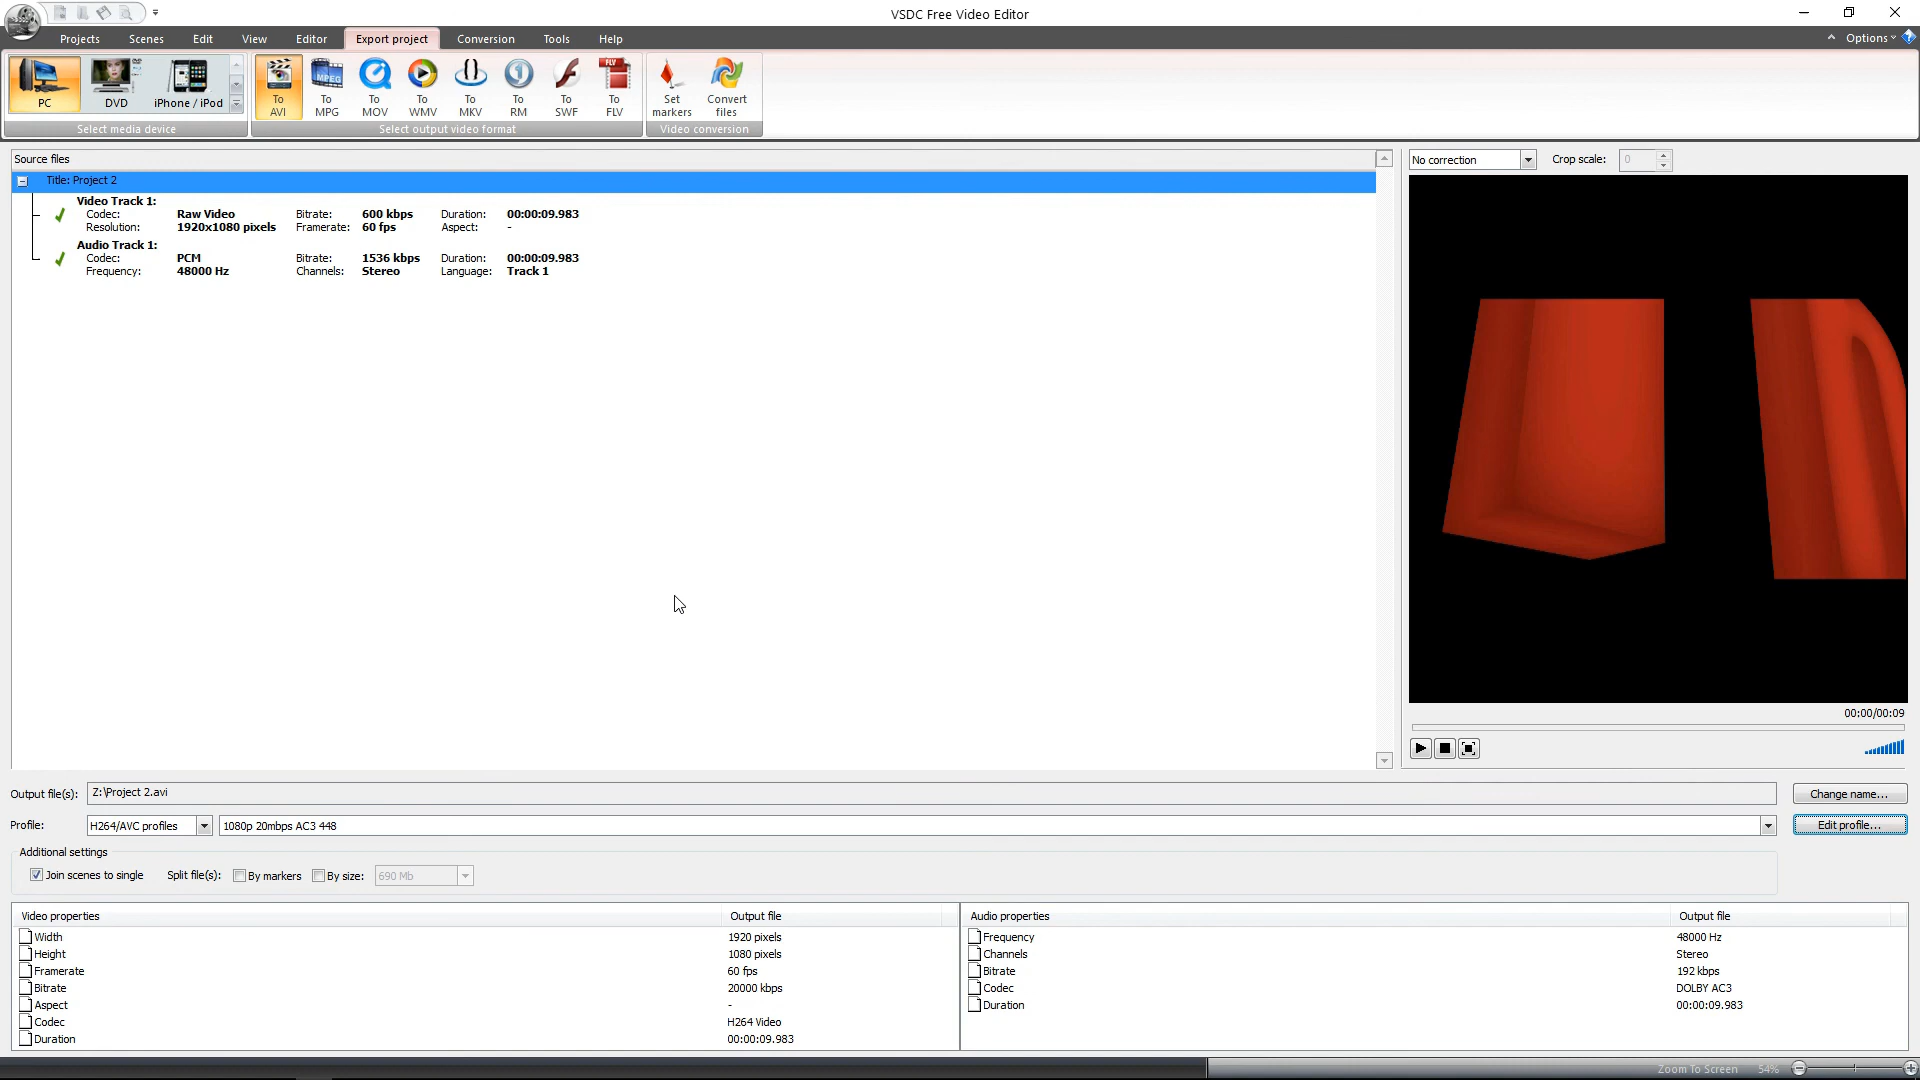 VSDC Free Video Editor
Projects Scenes Edit View Editor Export project Conversion Tools Help Options
PC DVD iPhone / iPod
To AVI
To MPG
To MOV
To WMV
To MKV
To RM
To SWF
To FLV
Set markers
Convert files
Select media device Select output video format Video conversion
Source files
No correction Crop scale: 0
Title: Project 2
Video Track 1:
Codec: Raw Video Bitrate: 600 kbps Duration: 00:00:09.983
Resolution: 1920x1080 pixels Framerate: 60 fps Aspect: -
Audio Track 1:
Codec: PCM Bitrate: 1536 kbps Duration: 00:00:09.983
Frequency: 48000 Hz Channels: Stereo Language: Track 1
00:00/00:09
Output file(s): Z:\Project 2.avi Change name...
Profile: H264/AVC profiles 1080p 20mbps AC3 448 Edit profile...
Additional settings
Join scenes to single Split file(s): By markers By size: 690 Mb
Video properties Output file Audio properties Output file
Width 1920 pixels Frequency 48000 Hz
Height 1080 pixels Channels Stereo
Framerate 60 fps Bitrate 192 kbps
Bitrate 20000 kbps Codec DOLBY AC3
Aspect - Duration 00:00:09.983
Codec H264 Video
Duration 00:00:09.983
Zoom To Screen 54%